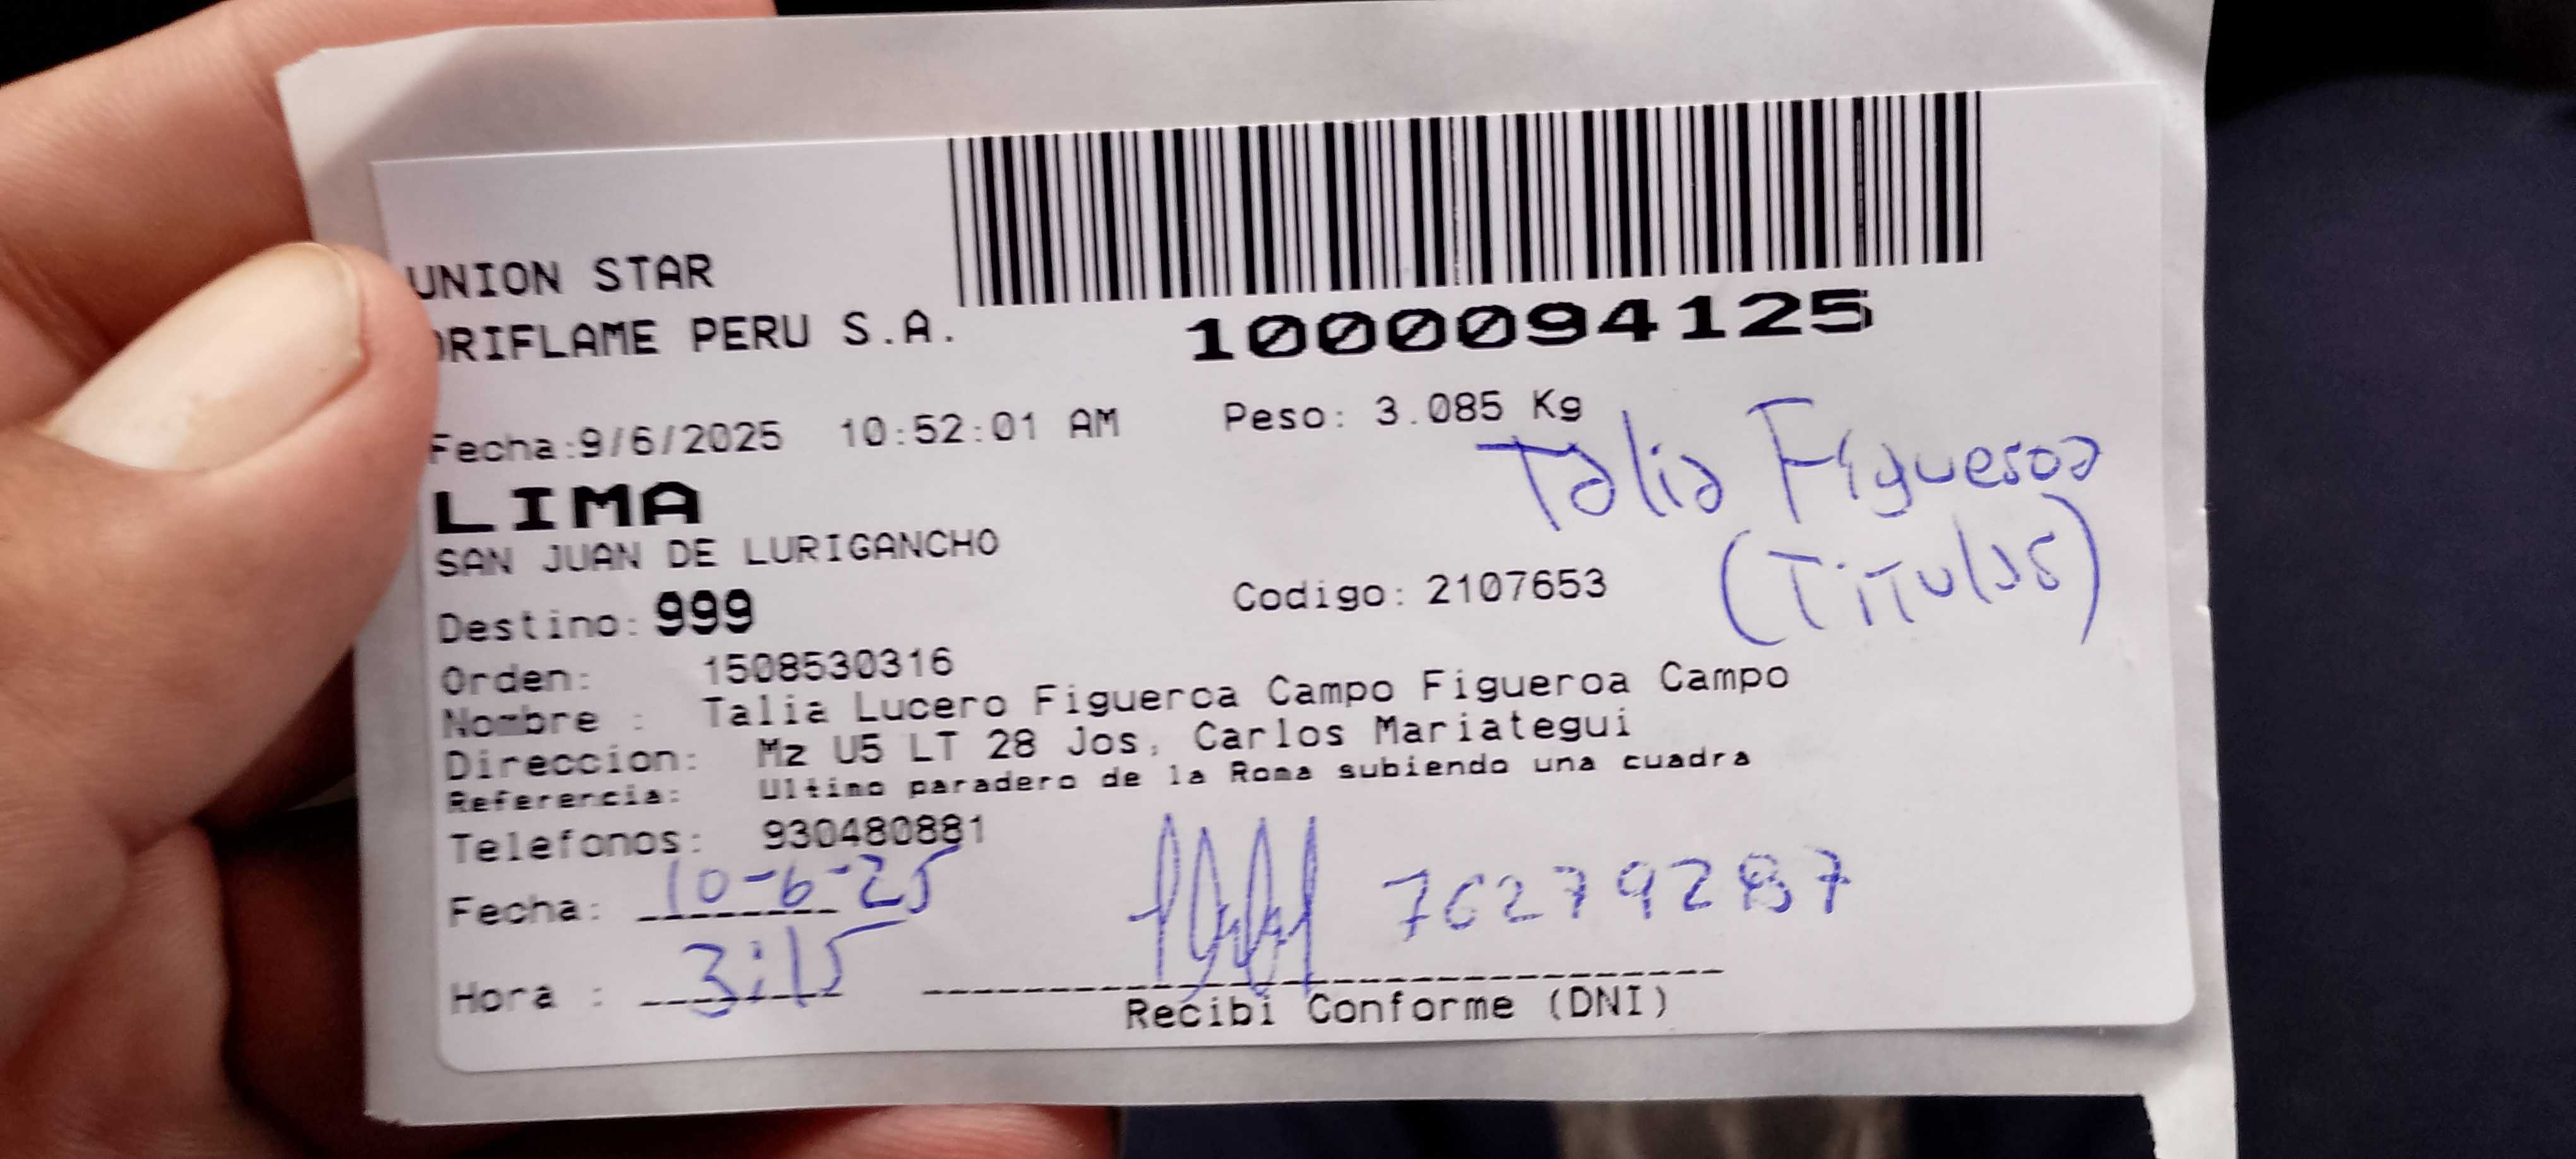 UNION STAR
ORIFLAME PERU S.A.
1000094125
Fecha:9/6/2025 10:52:01 AM Peso: 3.085 Kg
Talia Figueroa
LIMA
(Titular)
SAN JUAN DE LURIGANCHO
Destino: 999 Codigo: 2107653
Orden: 1508530316
Nombre : Talia Lucero Figueroa Campo Figueroa Campo
Direccion: Mz U5 LT 28 Jos, Carlos Mariategui
Referencia: Ultimo paradero de la Roma subiendo una cuadra
Telefonos: 930480881
Fecha: 10-6-25
Hora : 3:15
Recibi Conforme (DNI)